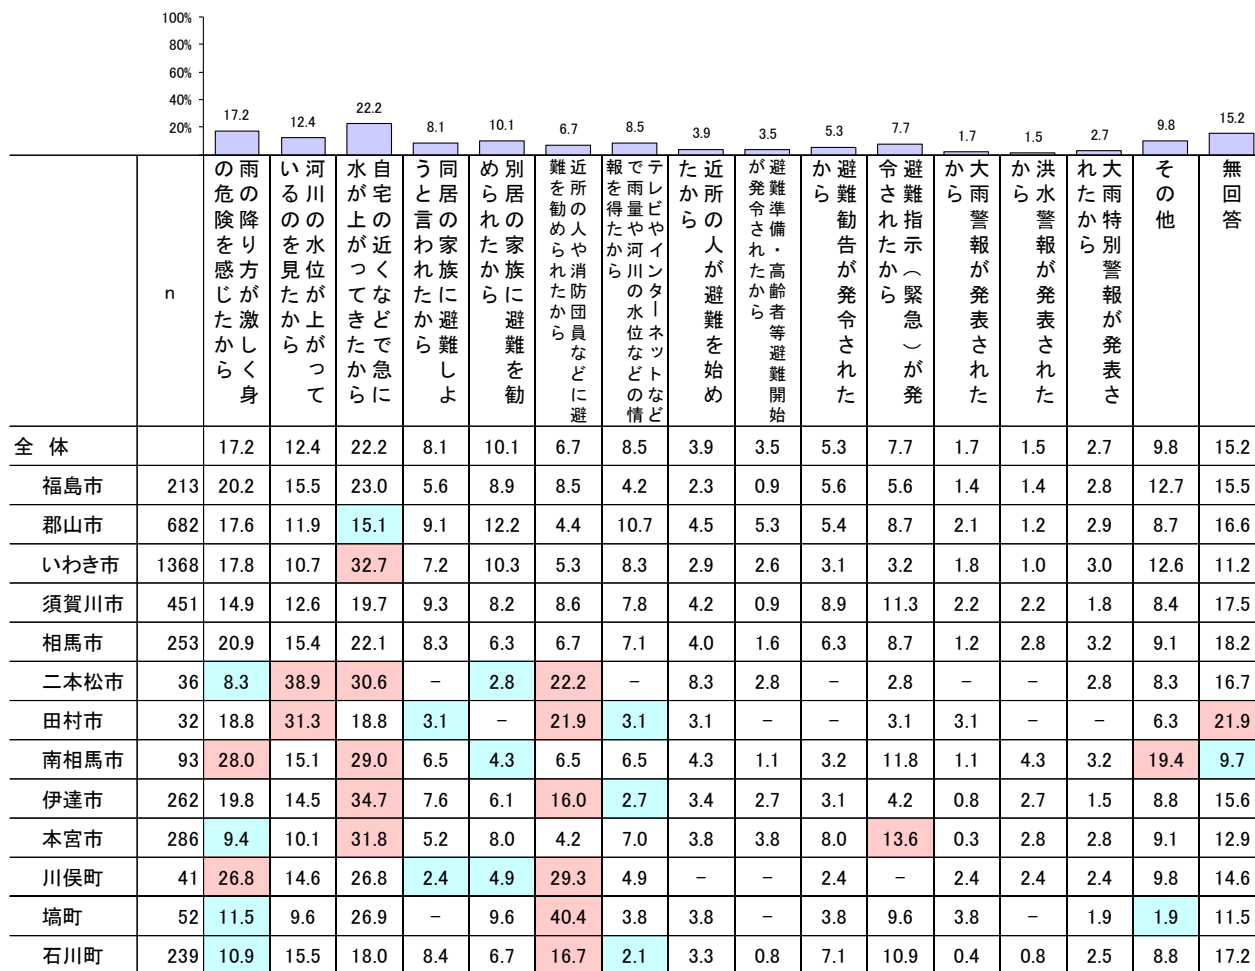 100%
80%
60%
40%
20%
17.2 12.4 22.2 8.1 10.1 6.7 8.5 3.9 3.5 5.3 7.7 1.7 1.5 2.7 9.8 15.2
n
雨の降り方が激しく身
の危険を感じたから
河川の水位が上がって
いるのを見たから
自宅の近くなどで急に
水が上がってきたから
同居の家族に避難しよ
うと言われたから
別居の家族に避難を勧
められたから
近所の人や消防団員などに避
難を勧められたから
テレビやインターネットなど
で雨量や河川の水位などの情
報を得たから
近所の人が避難を始め
たから
避難準備・高齢者等避難開始
が発令されたから
避難勧告が発令された
から
避難指示(緊急)が発
令されたから
大雨警報が発表された
から
洪水警報が発表された
から
大雨特別警報が発表さ
れたから
その他
無回答
全 体 17.2 12.4 22.2 8.1 10.1 6.7 8.5 3.9 3.5 5.3 7.7 1.7 1.5 2.7 9.8 15.2
福島市 213 20.2 15.5 23.0 5.6 8.9 8.5 4.2 2.3 0.9 5.6 5.6 1.4 1.4 2.8 12.7 15.5
郡山市 682 17.6 11.9 15.1 9.1 12.2 4.4 10.7 4.5 5.3 5.4 8.7 2.1 1.2 2.9 8.7 16.6
いわき市 1368 17.8 10.7 32.7 7.2 10.3 5.3 8.3 2.9 2.6 3.1 3.2 1.8 1.0 3.0 12.6 11.2
須賀川市 451 14.9 12.6 19.7 9.3 8.2 8.6 7.8 4.2 0.9 8.9 11.3 2.2 2.2 1.8 8.4 17.5
相馬市 253 20.9 15.4 22.1 8.3 6.3 6.7 7.1 4.0 1.6 6.3 8.7 1.2 2.8 3.2 9.1 18.2
二本松市 36 8.3 38.9 30.6 − 2.8 22.2 − 8.3 2.8 − 2.8 − − 2.8 8.3 16.7
田村市 32 18.8 31.3 18.8 3.1 − 21.9 3.1 3.1 − − 3.1 3.1 − − 6.3 21.9
南相馬市 93 28.0 15.1 29.0 6.5 4.3 6.5 6.5 4.3 1.1 3.2 11.8 1.1 4.3 3.2 19.4 9.7
伊達市 262 19.8 14.5 34.7 7.6 6.1 16.0 2.7 3.4 2.7 3.1 4.2 0.8 2.7 1.5 8.8 15.6
本宮市 286 9.4 10.1 31.8 5.2 8.0 4.2 7.0 3.8 3.8 8.0 13.6 0.3 2.8 2.8 9.1 12.9
川俣町 41 26.8 14.6 26.8 2.4 4.9 29.3 4.9 − − 2.4 − 2.4 2.4 2.4 9.8 14.6
塙町 52 11.5 9.6 26.9 − 9.6 40.4 3.8 3.8 − 3.8 9.6 3.8 − 1.9 1.9 11.5
石川町 239 10.9 15.5 18.0 8.4 6.7 16.7 2.1 3.3 0.8 7.1 10.9 0.4 0.8 2.5 8.8 17.2